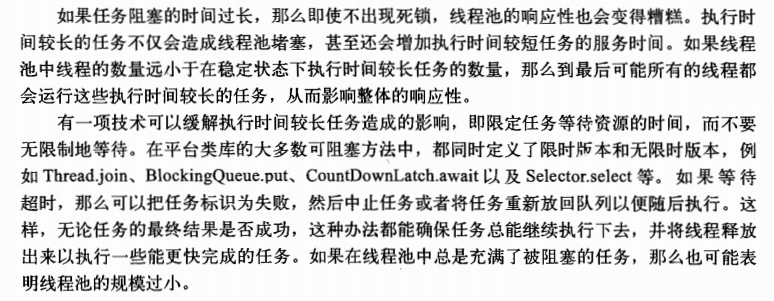 如果任务阻塞的时间过长，那么即使不出现死锁，线程池的响应性也会变得糟糕。执行时
间较长的任务不仅会造成线程池堵塞，甚至还会增加执行时间较短任务的服务时间。如果线程
池中线程的数量远小于在稳定状态下执行时间较长任务的数量，那么到最后可能所有的线程都
会运行这些执行时间较长的任务，从而影响整体的响应性。
有一项技术可以缓解执行时间较长任务造成的影响，即限定任务等待资源的时间，而不要
无限制地等待。在平台类库的大多数可阻塞方法中，都同时定义了限时版本和无限时版本，例
如 Thread.join、BlockingQueue.put、CountDownLatch.await 以及 Selector.select 等。如果等待
超时，那么可以把任务标识为失败，然后中止任务或者将任务重新放回队列以便随后执行。这
样，无论任务的最终结果是否成功，这种办法都能确保任务总能继续执行下去，并将线程释放
出来以执行一些能更快完成的任务。如果在线程池中总是充满了被阻塞的任务，那么也可能表
明线程池的规模过小。